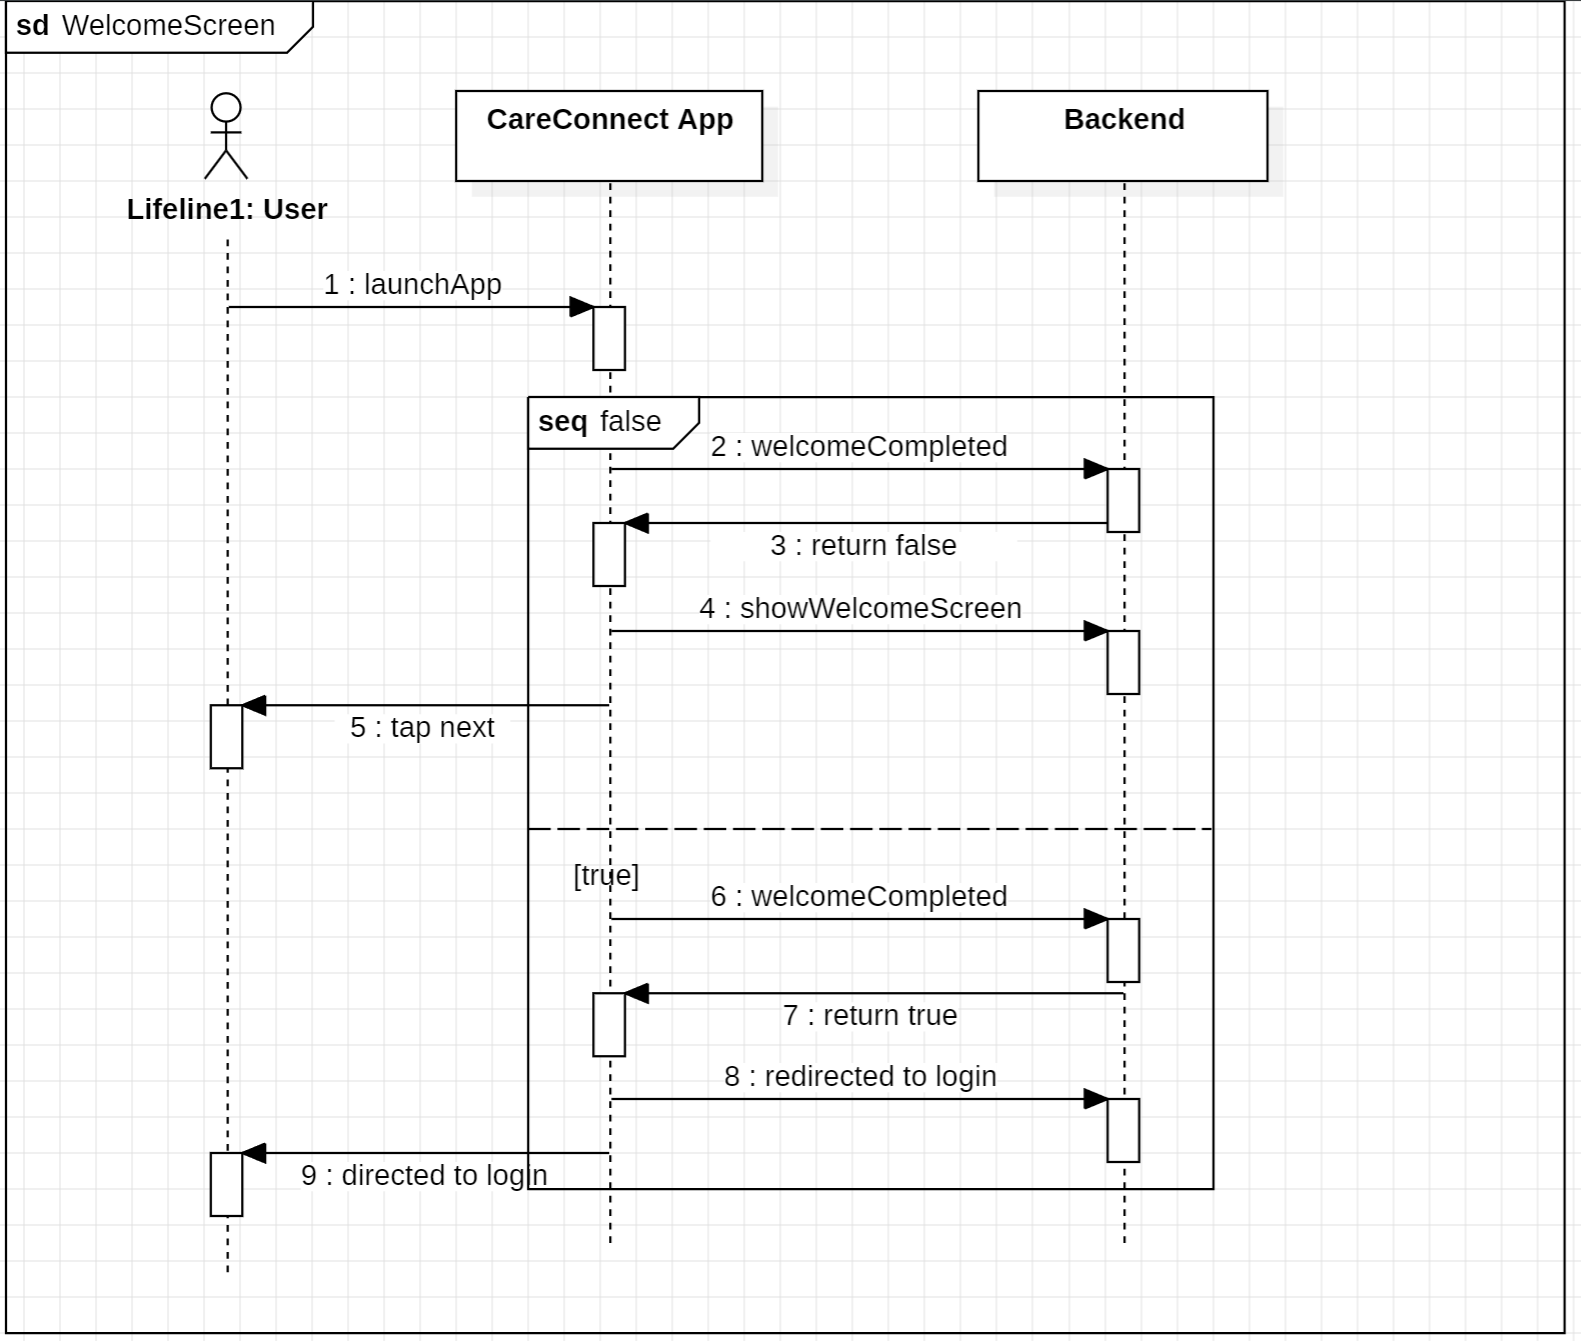 sd WelcomeScreen
CareConnect App
Backend
Lifeline1: User
1 : launchApp
seq false
2 : welcomeCompleted
3 : return false
4 : showWelcomeScreen
5 : tap next
[true]
6 : welcomeCompleted
7 : return true
8 : redirected to login
9 : directed to login